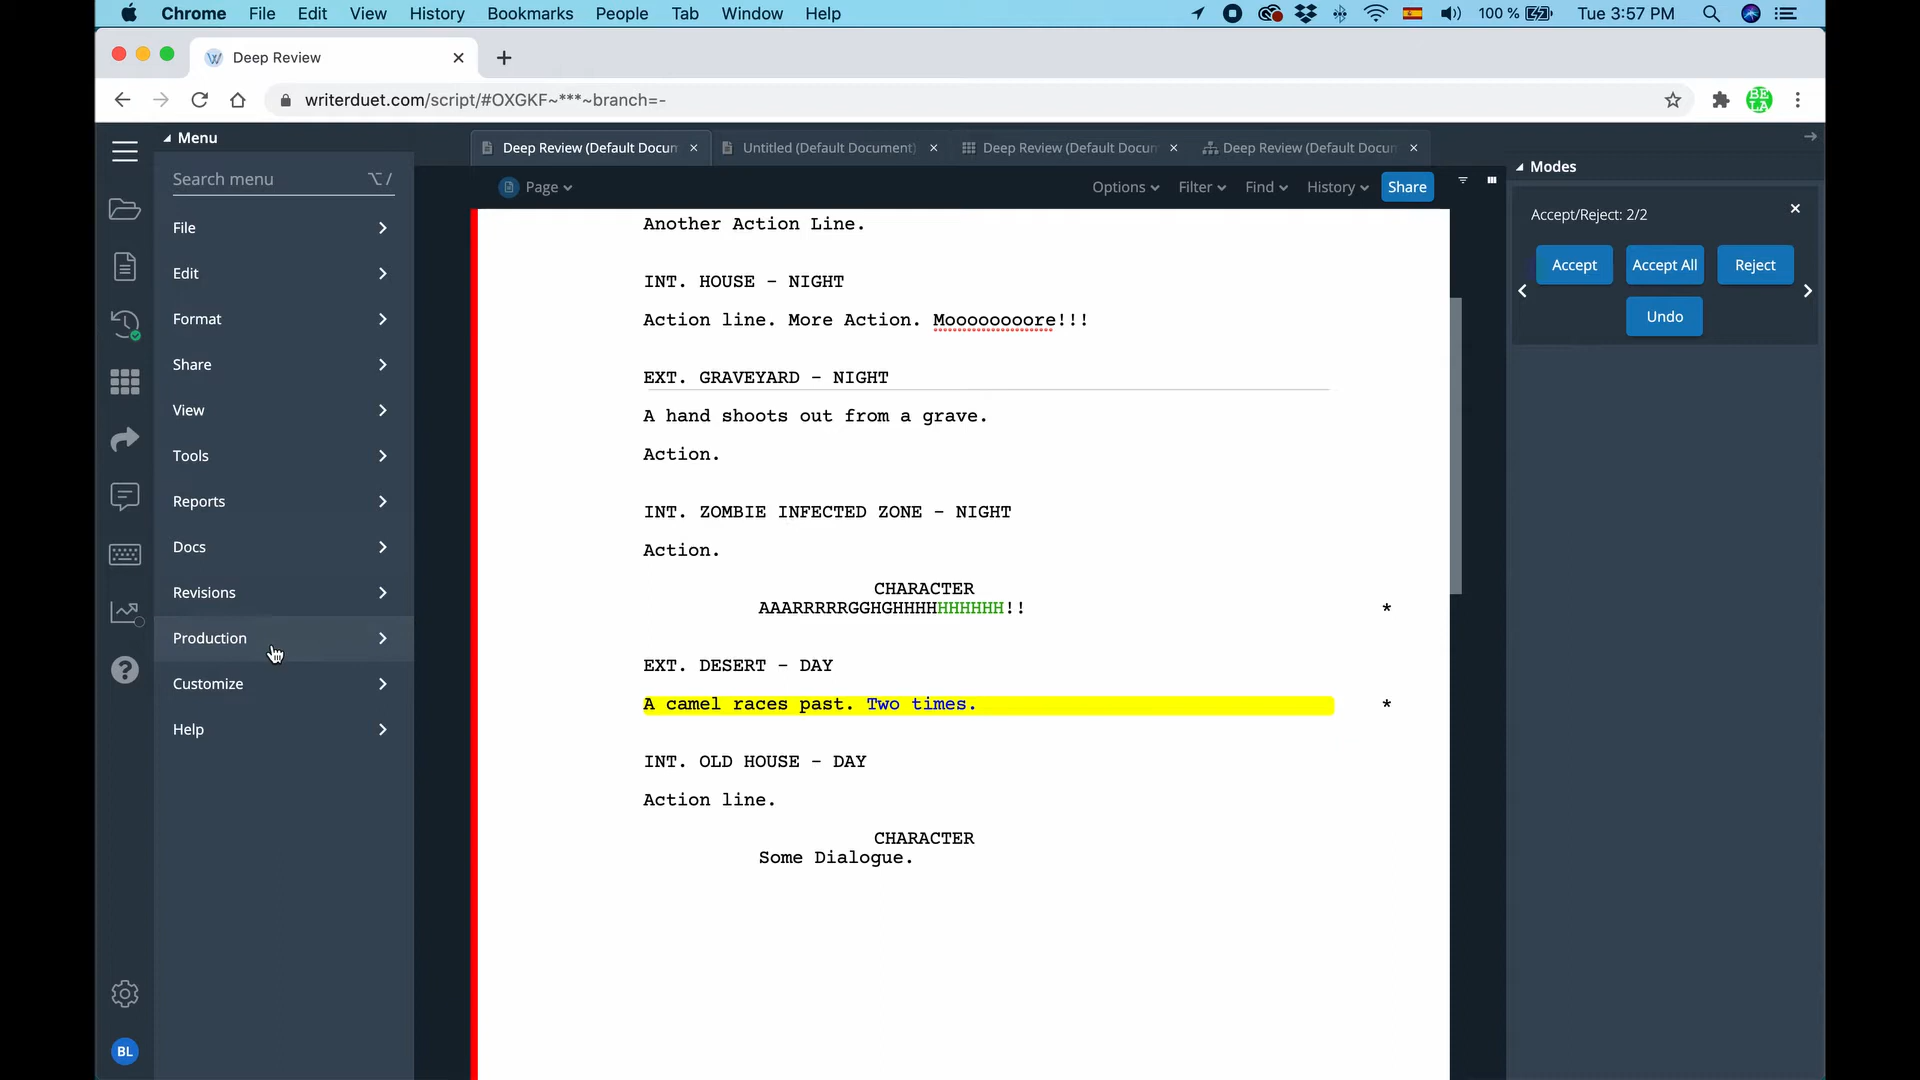 Chrome File Edit View History Bookmarks People Tab Window Help 100 % Tue 3:57 PM
Deep Review
writerduet.com/script/#OXGKF~***~branch=-
BE
LA
Menu
Search menu ⌥ /
File
Edit
Format
Share
View
Tools
Reports
Docs
Revisions
Production
Customize
Help
BL
Deep Review (Default Docum
Untitled (Default Document)
Deep Review (Default Docum
Deep Review (Default Docum
Page
Options
Filter
Find
History
Share
Another Action Line.
INT. HOUSE - NIGHT
Action line. More Action. Mooooooooore!!!
EXT. GRAVEYARD - NIGHT
A hand shoots out from a grave.
Action.
INT. ZOMBIE INFECTED ZONE - NIGHT
Action.
CHARACTER
AAARRRRRGGHGHHHHHHHHHH!! *
EXT. DESERT - DAY
A camel races past. Two times. *
INT. OLD HOUSE - DAY
Action line.
CHARACTER
Some Dialogue.
Modes
Accept/Reject: 2/2
Accept
Accept All
Reject
Undo